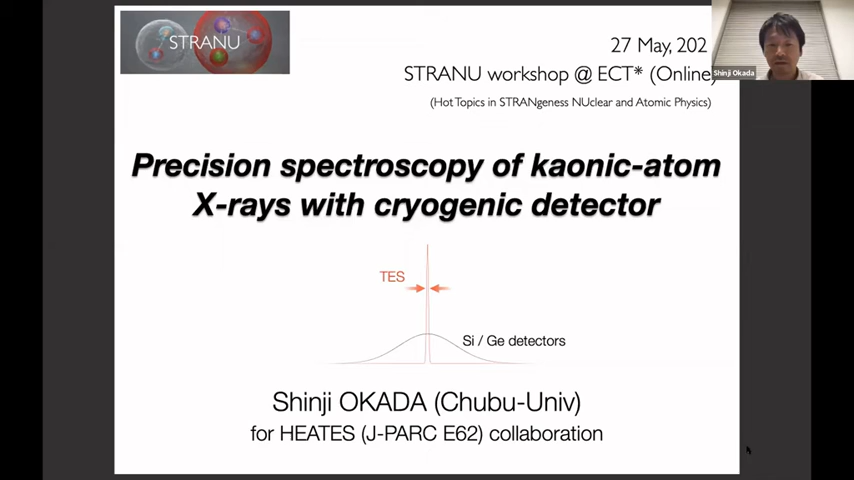 STRANU
27 May, 202
STRANU workshop @ ECT* (Online)
(Hot Topics in STRANgeness NUclear and Atomic Physics)
Shinji Okada
Precision spectroscopy of kaonic-atom
X-rays with cryogenic detector
TES
Si / Ge detectors
Shinji OKADA (Chubu-Univ)
for HEATES (J-PARC E62) collaboration